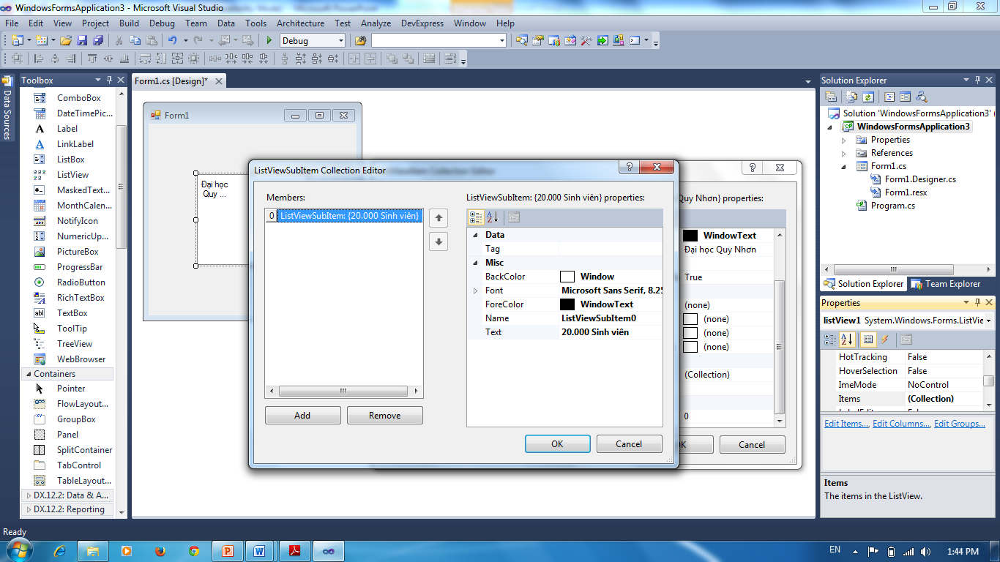 WindowsFormsApplication3 - Microsoft Visual Studio
File Edit View Project Build Debug Team Data Tools Architecture Test Analyze DevExpress Window Help
Debug
Data Sources
Toolbox
ComboBox
DateTimePic...
Label
LinkLabel
ListBox
ListView
MaskedText...
MonthCalen...
NotifyIcon
NumericUp...
PictureBox
ProgressBar
RadioButton
RichTextBox
TextBox
ToolTip
TreeView
WebBrowser
Containers
Pointer
FlowLayout...
GroupBox
Panel
SplitContainer
TabControl
TableLayout...
DX.12.2: Data & A...
DX.12.2: Reporting
Form1.cs [Design]*
Form1
Đại học
Quy ...
ListViewSubItem Collection Editor
Members:
0 ListViewSubItem: {20.000 Sinh viên}
Add Remove
ListViewSubItem: {20.000 Sinh viên} properties:
Data
Tag
Misc
BackColor Window
Font Microsoft Sans Serif, 8.25
ForeColor WindowText
Name ListViewSubItem0
Text 20.000 Sinh viên
OK Cancel
Quy Nhơn} properties:
WindowText
Đại học Quy Nhơn
True
(none)
(none)
(none)
(none)
(Collection)
0
Cancel
Solution Explorer
Solution 'WindowsFormsApplication3' (
WindowsFormsApplication3
Properties
References
Form1.cs
Form1.Designer.cs
Form1.resx
Program.cs
Solution Explorer Team Explorer
Properties
listView1 System.Windows.Forms.ListVie
HotTracking False
HoverSelection False
ImeMode NoControl
Items (Collection)
Edit Items..., Edit Columns..., Edit Groups...
Items
The items in the ListView.
Ready
EN 1:44 PM